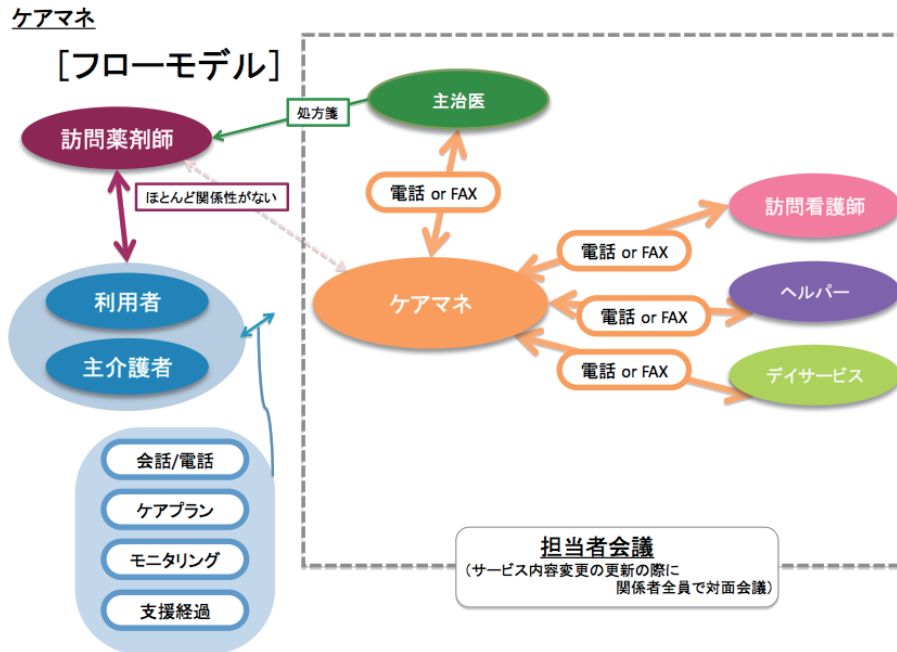 ケアマネ
［フローモデル］
処方箋
主治医
訪問薬剤師
ほとんど関係性がない
電話 or FAX
訪問看護師
電話 or FAX
利用者
ケアマネ
ヘルパー
電話 or FAX
主介護者
電話 or FAX
デイサービス
会話/電話
ケアプラン
モニタリング
支援経過
担当者会議
（サービス内容変更の更新の際に
関係者全員で対面会議）